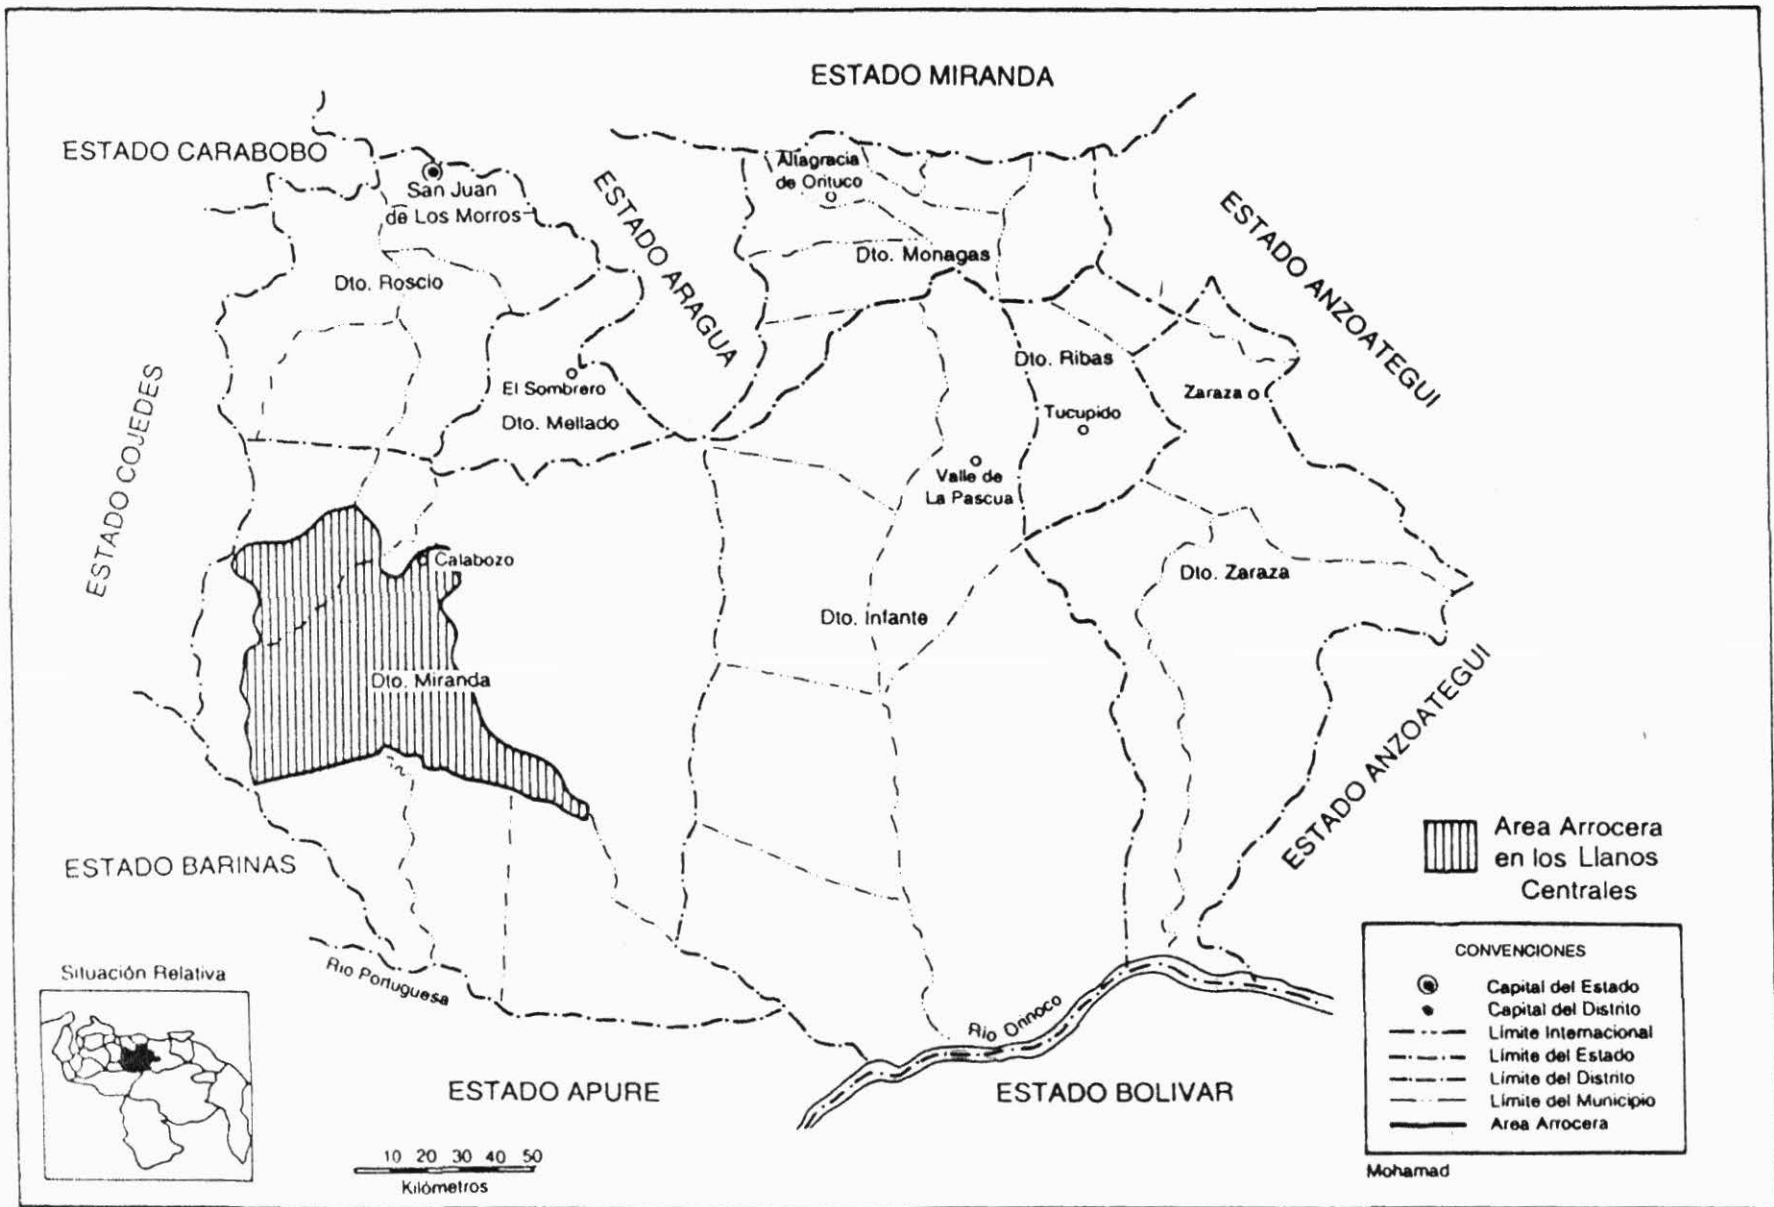 ESTADO MIRANDA
ESTADO CARABOBO
San Juan
de Los Morros
ESTADO ARAGUA
Altagracia
de Orituco
ESTADO ANZOATEGUI
Dto. Monagas
Dto. Roscio
Dto. Ribas
El Sombrero
Zaraza
Dto. Mellado
Tucupido
ESTADO COJEDES
Valle de
La Pascua
Calabozo
Dto. Zaraza
Dto. Infante
Dto. Miranda
ESTADO ANZOATEGUI
Area Arrocera
en los Llanos
Centrales
ESTADO BARINAS
Río Portuguesa
Río Orinoco
Situación Relativa
ESTADO APURE
ESTADO BOLIVAR
10 20 30 40 50
Kilómetros
CONVENCIONES
Capital del Estado
Capital del Distrito
Límite Internacional
Límite del Estado
Límite del Distrito
Límite del Municipio
Area Arrocera
Mohamad